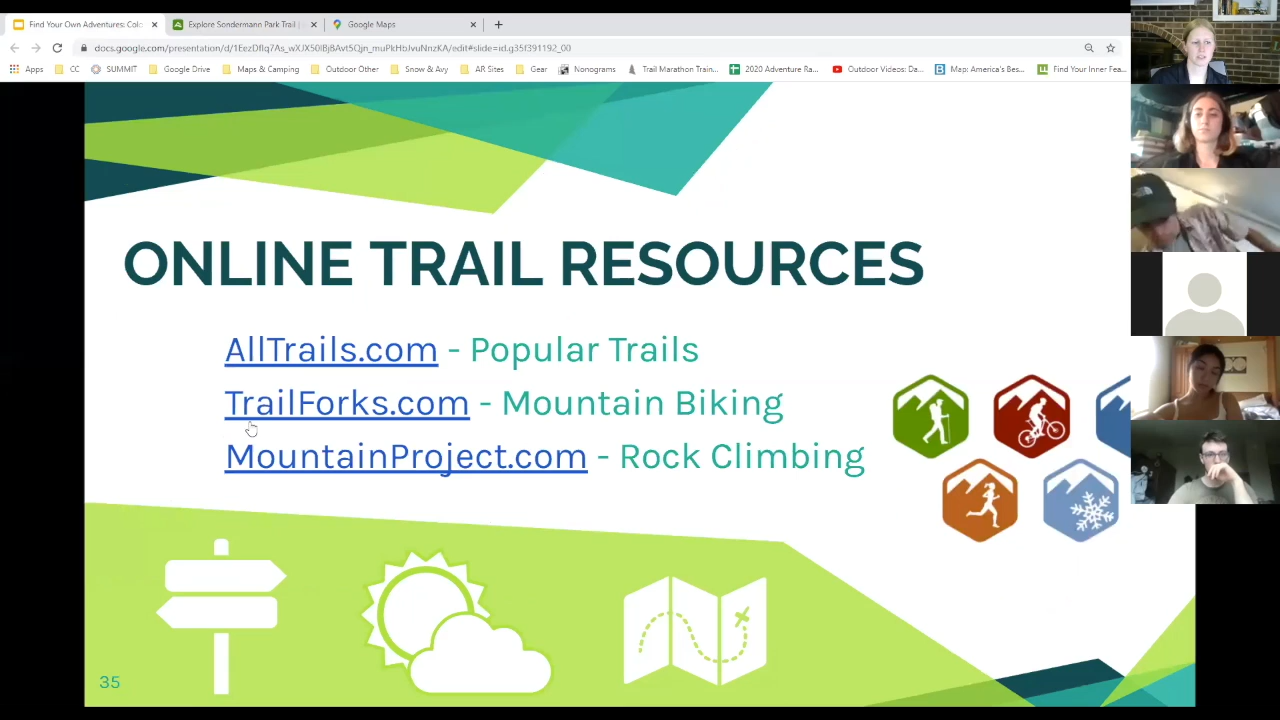 Find Your Own Adventures: Colo
Explore Sondermann Park Trail |
Google Maps
Apps
CC
SUMMIT
Google Drive
Maps & Camping
Outdoor Other
Snow & Avy
AR Sites
Gear
Nonograms
Trail Marathon Train...
2020 Adventure Ra...
Outdoor Videos: Da...
Map: America's Bes...
Find Your Inner Fea...
ONLINE TRAIL RESOURCES
AllTrails.com - Popular Trails
TrailForks.com - Mountain Biking
MountainProject.com - Rock Climbing
35